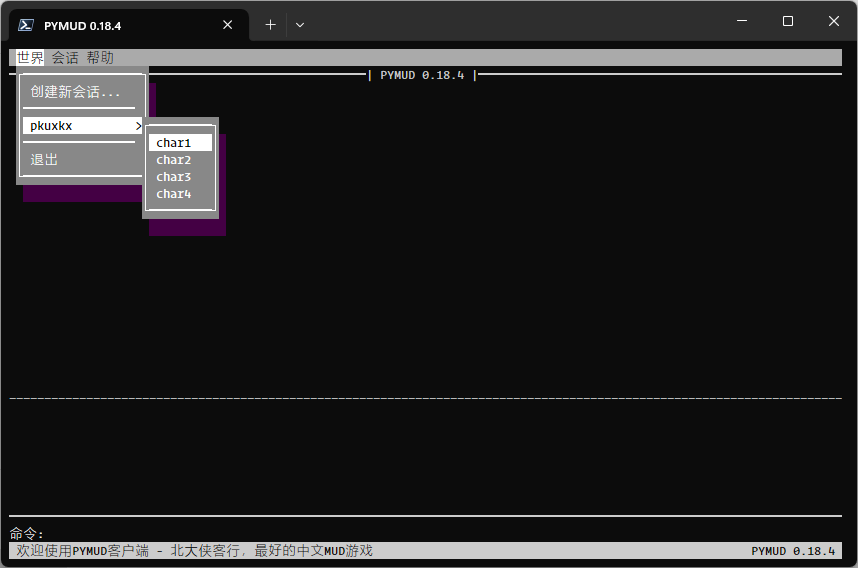 PYMUD 0.18.4
世界 会话 帮助
PYMUD 0.18.4
创建新会话...
pkuxkx >
char1
退出
char2
char3
char4
命令:
欢迎使用PYMUD客户端 - 北大侠客行，最好的中文MUD游戏
PYMUD 0.18.4